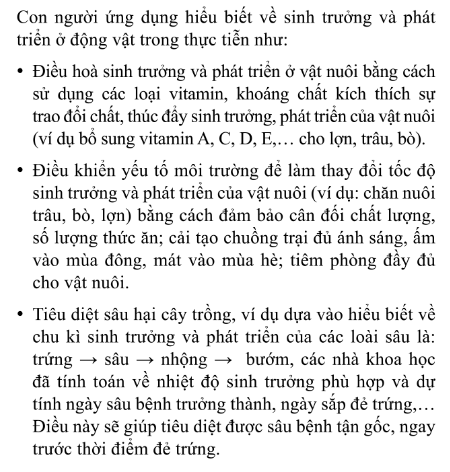 Con người ứng dụng hiểu biết về sinh trưởng và phát
triển ở động vật trong thực tiễn như:
• Điều hoà sinh trưởng và phát triển ở vật nuôi bằng cách
sử dụng các loại vitamin, khoáng chất kích thích sự
trao đổi chất, thúc đẩy sinh trưởng, phát triển của vật nuôi
(ví dụ bổ sung vitamin A, C, D, E,… cho lợn, trâu, bò).
• Điều khiển yếu tố môi trường để làm thay đổi tốc độ
sinh trưởng và phát triển của vật nuôi (ví dụ: chăn nuôi
trâu, bò, lợn) bằng cách đảm bảo cân đối chất lượng,
số lượng thức ăn; cải tạo chuồng trại đủ ánh sáng, ấm
vào mùa đông, mát vào mùa hè; tiêm phòng đầy đủ
cho vật nuôi.
• Tiêu diệt sâu hại cây trồng, ví dụ dựa vào hiểu biết về
chu kì sinh trưởng và phát triển của các loài sâu là:
trứng → sâu → nhộng → bướm, các nhà khoa học
đã tính toán về nhiệt độ sinh trưởng phù hợp và dự
tính ngày sâu bệnh trưởng thành, ngày sắp đẻ trứng,…
Điều này sẽ giúp tiêu diệt được sâu bệnh tận gốc, ngay
trước thời điểm đẻ trứng.